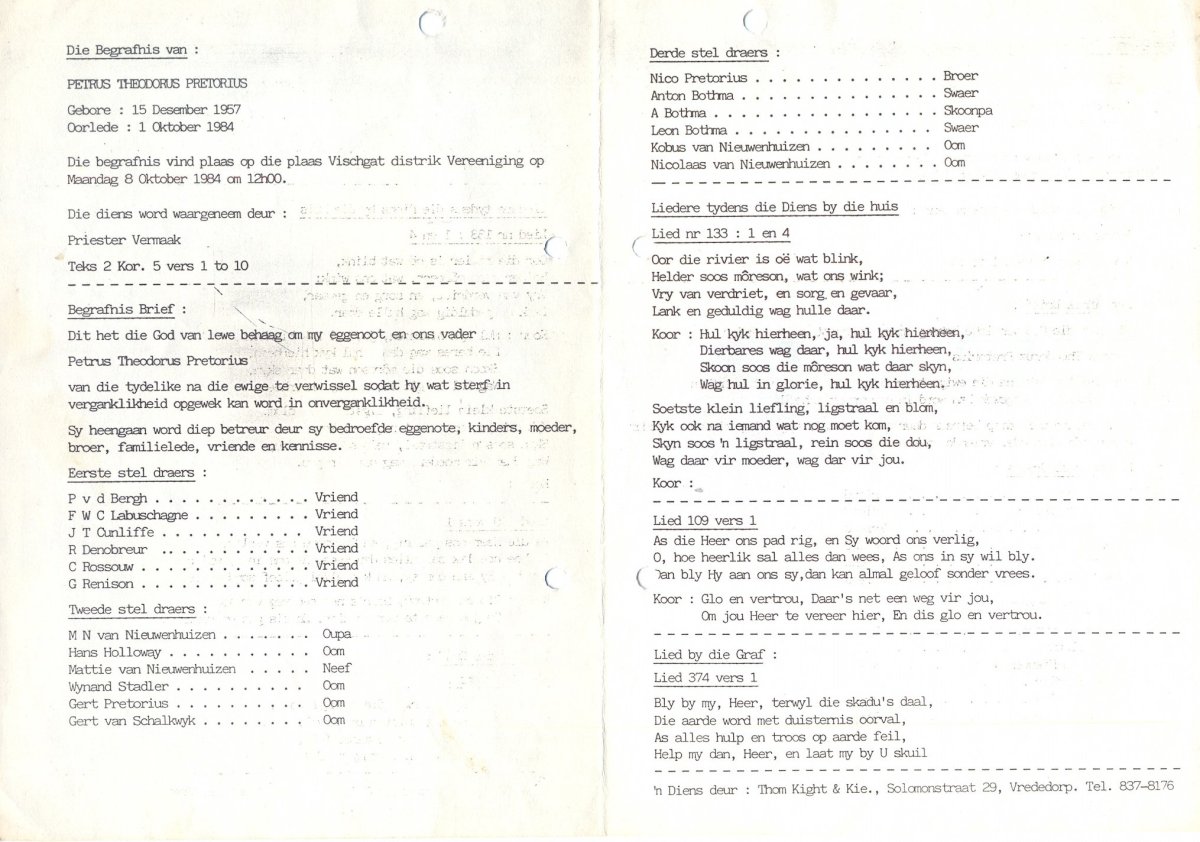 Die Begrafnis van :
PETRUS THEODORUS PRETORIUS
Gebore : 15 Desember 1957
Oorlede : 1 Oktober 1984
Die begrafnis vind plaas op die plaas Vischgat distrik Vereeniging op
Maandag 8 Oktober 1984 om 12h00.
Die diens word waargeneem deur :
Priester Vermaak
Teks 2 Kor. 5 vers 1 to 10
Begrafnis Brief :
Dit het die God van lewe behaag om my eggenoot en ons vader
Petrus Theodorus Pretorius
van die tydelike na die ewige te verwissel sodat hy wat sterf in
verganklikheid opgewek kan word in onverganklikheid.
Sy heengaan word diep betreur deur sy bedroefde eggenote, kinders, moeder,
broer, familielede, vriende en kennisse.
Eerste stel draers :
P v d Bergh . . . . . . . . . . . . . Vriend
F W C Labuschagne . . . . . . . . . Vriend
J T Cunliffe . . . . . . . . . . . . Vriend
R Denobreur .. . . . . . . . . . . . Vriend
C Rossouw . . . . . . . . . . . . . . Vriend
G Renison . . . . . . . . . . . . . . Vriend
Tweede stel draers :
M N van Nieuwenhuizen . . . . . . . Oupa
Hans Holloway . . . . . . . . . . . Oom
Mattie van Nieuwenhuizen . . . . . Neef
Wynand Stadler . . . . . . . . . . Oom
Gert Pretorius . . . . . . . . . . Oom
Gert van Schalkwyk . . . . . . . . Oom
Derde stel draers :
Nico Pretorius . . . . . . . . . . . . . . Broer
Anton Bothma . . . . . . . . . . . . . . . Swaer
A Bothma . . . . . . . . . . . . . . . . . Skoonpa
Leon Bothma . . . . . . . . . . . . . . . Swaer
Kobus van Nieuwenhuizen . . . . . . . . . Oom
Nicolaas van Nieuwenhuizen . . . . . . . . Oom
Liedere tydens die Diens by die huis
Lied nr 133 : 1 en 4
Oor die rivier is oë wat blink,
Helder soos môreson, wat ons wink;
Vry van verdriet, en sorg en gevaar,
Lank en geduldig wag hulle daar.
Koor : Hul kyk hierheen, ja, hul kyk hierheen,
Dierbares wag daar, hul kyk hierheen,
Skoon soos die môreson wat daar skyn,
Wag hul in glorie, hul kyk hierheen.
Soetste klein liefling, ligstraal en blom,
Kyk ook na iemand wat nog moet kom,
Skyn soos 'n ligstraal, rein soos die dou,
Wag daar vir moeder, wag dar vir jou.
Koor :
Lied 109 vers 1
As die Heer ons pad rig, en Sy woord ons verlig,
O, hoe heerlik sal alles dan wees, As ons in sy wil bly.
Dan bly Hy aan ons sy,dan kan almal geloof sonder vrees.
Koor : Glo en vertrou, Daar's net een weg vir jou,
Om jou Heer te vereer hier, En dis glo en vertrou.
Lied by die Graf :
Lied 374 vers 1
Bly by my, Heer, terwyl die skadu's daal,
Die aarde word met duisternis oorval,
As alles hulp en troos op aarde feil,
Help my dan, Heer, en laat my by U skuil
'n Diens deur : Thom Kight & Kie., Solomonstraat 29, Vrededorp. Tel. 837-8176